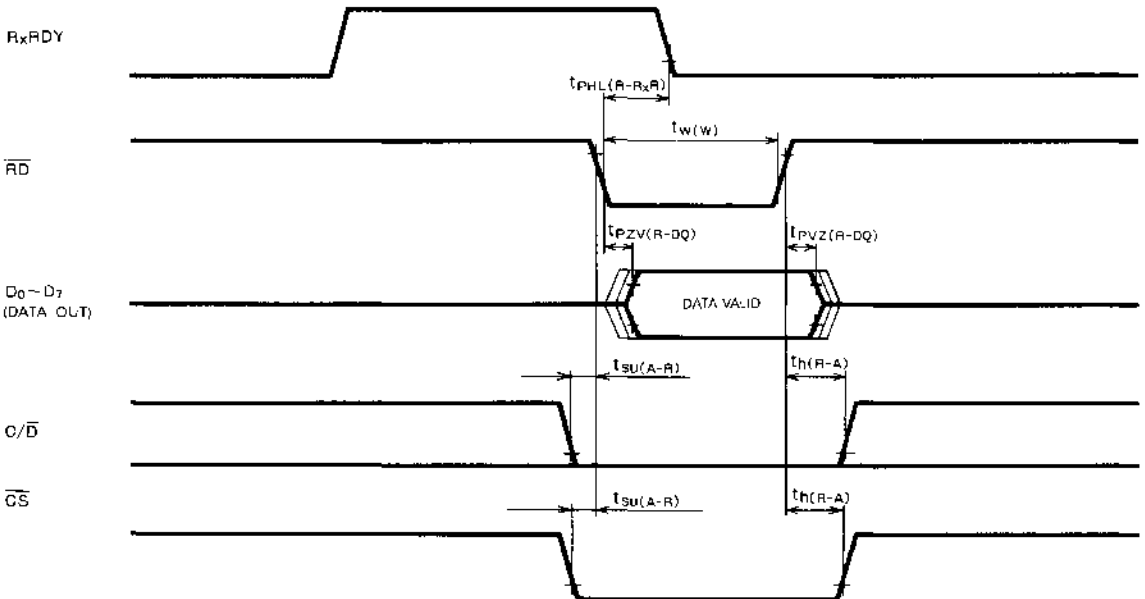 RxRDY
tPHL(R-RxR)
tW(W)
RD
tPZV(R-DQ)
tPVZ(R-DQ)
D0~D7
(DATA OUT)
DATA VALID
tSU(A-R)
th(R-A)
C/D
CS
tSU(A-R)
th(R-A)